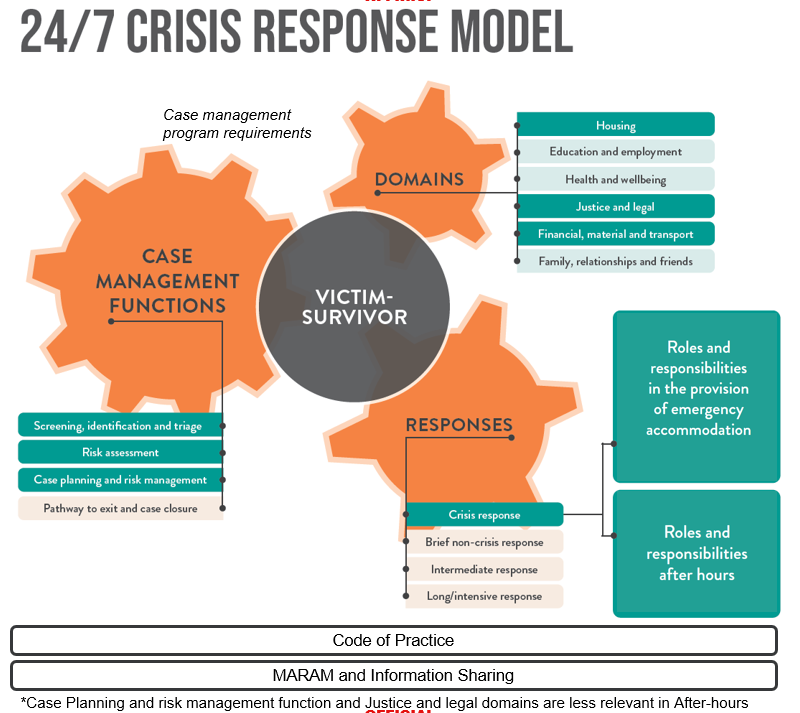 24/7 CRISIS RESPONSE MODEL
Case management
program requirements
DOMAINS
Housing
Education and employment
Health and wellbeing
Justice and legal
Financial, material and transport
Family, relationships and friends
CASE
MANAGEMENT
FUNCTIONS
VICTIM-
SURVIVOR
Screening, identification and triage
Risk assessment
Case planning and risk management
Pathway to exit and case closure
RESPONSES
Crisis response
Brief non-crisis response
Intermediate response
Long/intensive response
Roles and
responsibilities
in the provision
of emergency
accommodation
Roles and
responsibilities
after hours
Code of Practice
MARAM and Information Sharing
*Case Planning and risk management function and Justice and legal domains are less relevant in After-hours